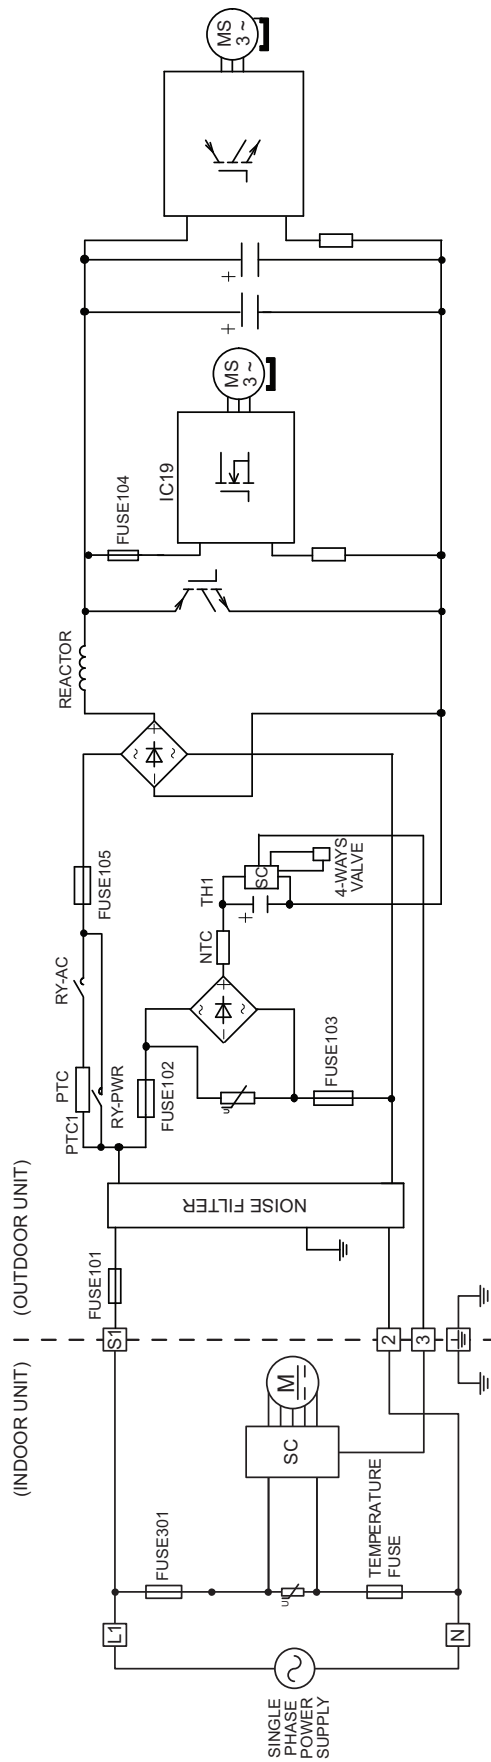 (INDOOR UNIT)
(OUTDOOR UNIT)
SINGLE
PHASE
POWER
SUPPLY
L1
N
FUSE301
TEMPERATURE
FUSE
SC
M
S1
2
3
FUSE101
NOISE FILTER
PTC1
PTC
RY-AC
RY-PWR
FUSE102
FUSE105
FUSE103
NTC
TH1
+
SC
4-WAYS
VALVE
~
+
~
−
~
+
~
−
REACTOR
FUSE104
IC19
MS
3 ~
+
+
MS
3 ~
U
U